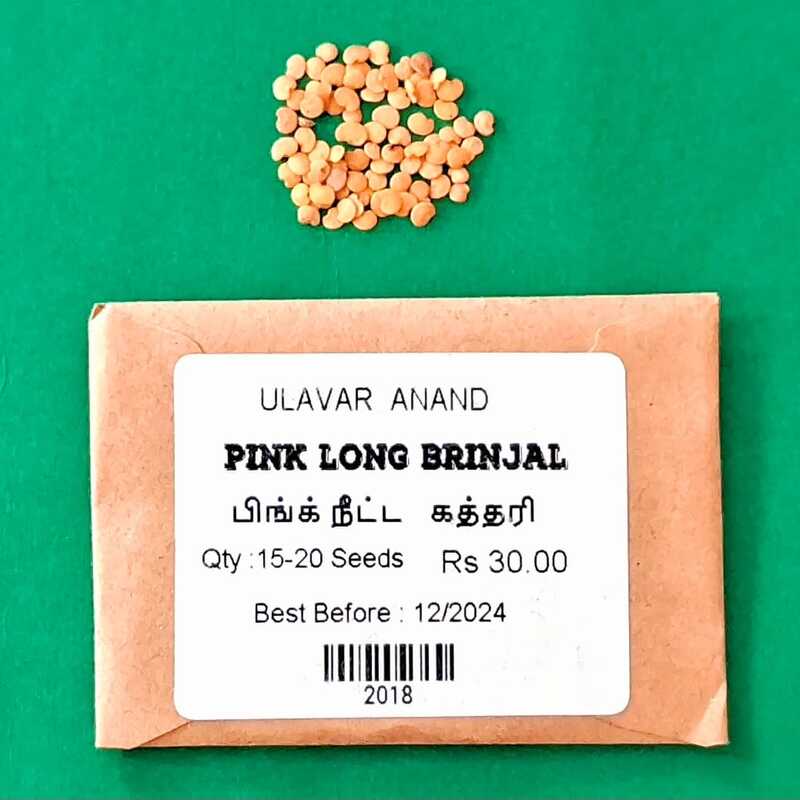 ULAVAR ANAND
PINK LONG BRINJAL
பிங்க் நீட்ட கத்தரி
Qty :15-20 Seeds Rs 30.00
Best Before : 12/2024
2018